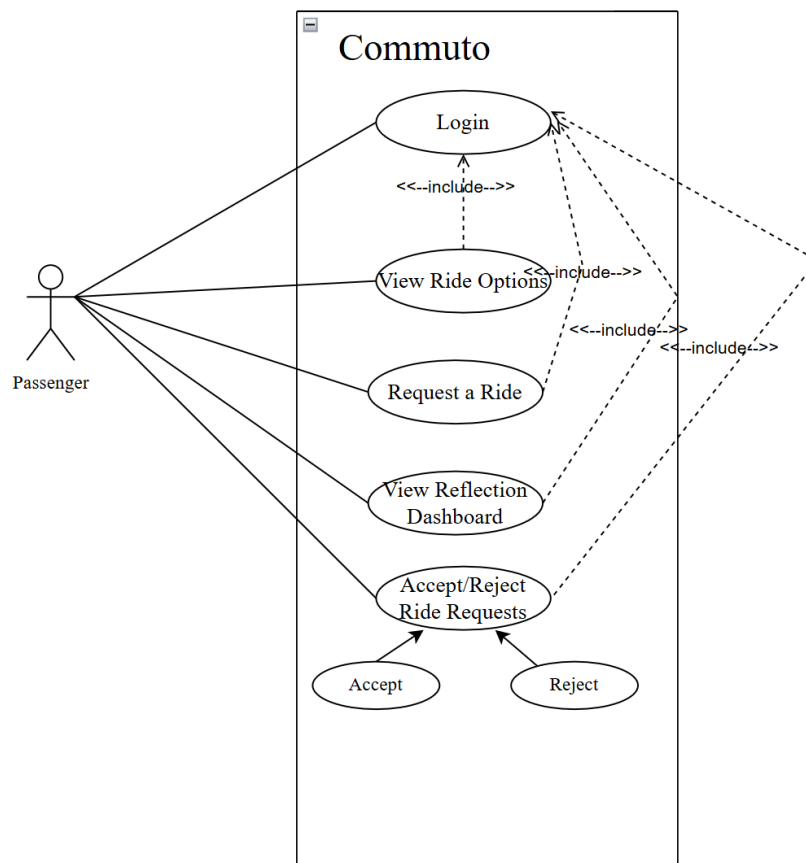 Commuto
Login
<<--include-->>
View Ride Options
<<--include-->>
<<--include-->>
<<--include-->>
Passenger
Request a Ride
View Reflection
Dashboard
Accept/Reject
Ride Requests
Accept
Reject